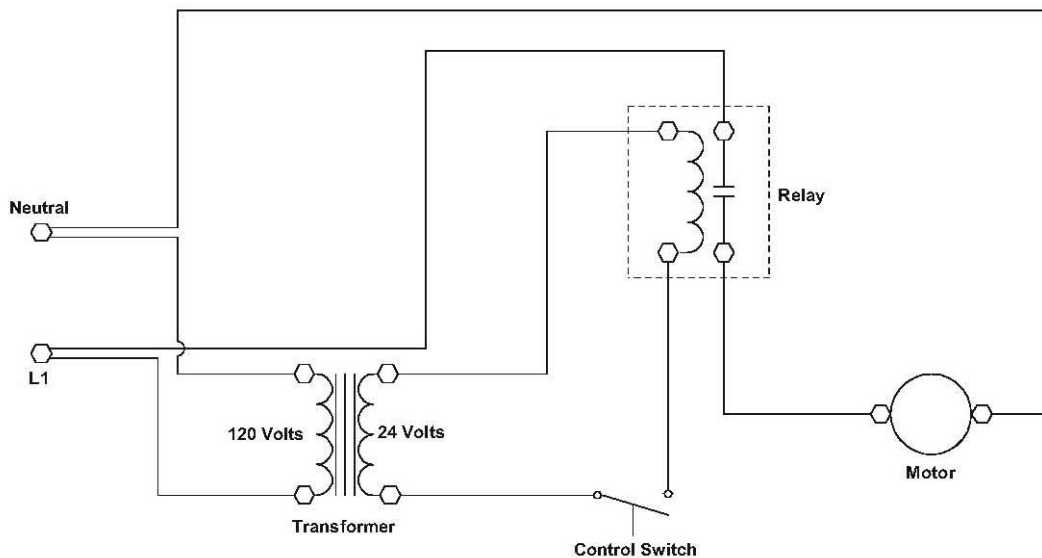 Relay
Neutral
L1
120 Volts
24 Volts
Motor
Transformer
Control Switch